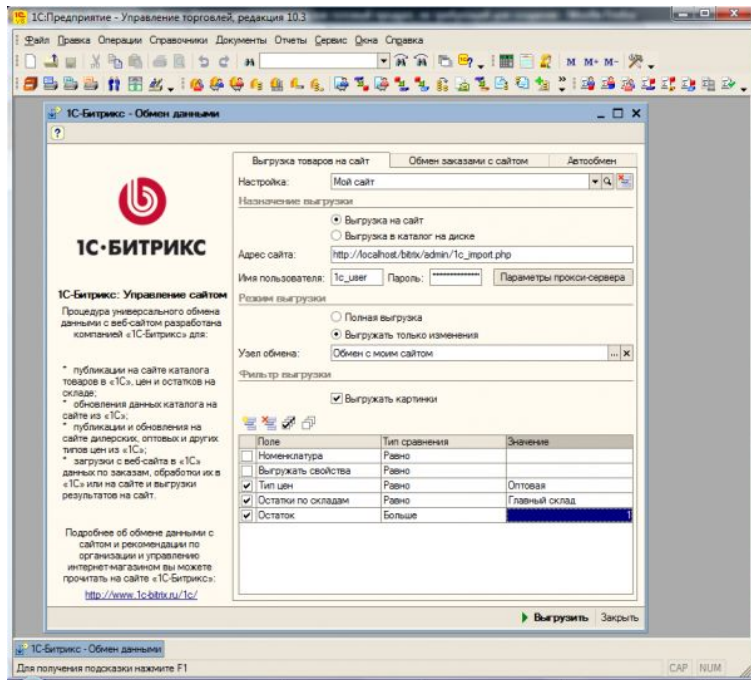 1С:Предприятие - Управление торговлей, редакция 10.3
Файл Правка Операции Справочники Документы Отчеты Сервис Окна Справка
M M+ M-
1С-Битрикс - Обмен данными
?
1С·БИТРИКС
1С-Битрикс: Управление сайтом
Процедура универсального обмена
данными с веб-сайтом разработана
компанией «1С-Битрикс» для:
* публикации на сайте каталога
товаров в «1С», цен и остатков на
складе;
* обновления данных каталога на
сайте из «1С»;
* публикации и обновления на
сайте дилерских, оптовых и других
типов цен из «1С»;
* загрузки с веб-сайта в «1С»
данных по заказам, обработки их в
«1С» или на сайте и выгрузки
результатов на сайт.
Подробнее об обмене данными с
сайтом и рекомендации по
организации и управлению
интернет-магазином вы можете
прочитать на сайте «1С-Битрикс»:
http://www.1c-bitrix.ru/1c/
Выгрузка товаров на сайт Обмен заказами с сайтом Автообмен
Настройка: Мой сайт
Назначение выгрузки
Выгрузка на сайт
Выгрузка в каталог на диске
Адрес сайта: http://localhost/bitrix/admin/1c_import.php
Имя пользователя: 1c_user Пароль: ************** Параметры прокси-сервера
Режим выгрузки
Полная выгрузка
Выгружать только изменения
Узел обмена: Обмен с моим сайтом ... x
Фильтр выгрузки
Выгружать картинки
Поле Тип сравнения Значение
Номенклатура Равно
Выгружать свойства Равно
Тип цен Равно Оптовая
Остатки по складам Равно Главный склад
Остаток Больше 1
Выгрузить Закрыть
1С-Битрикс - Обмен данными
Для получения подсказки нажмите F1 CAP NUM